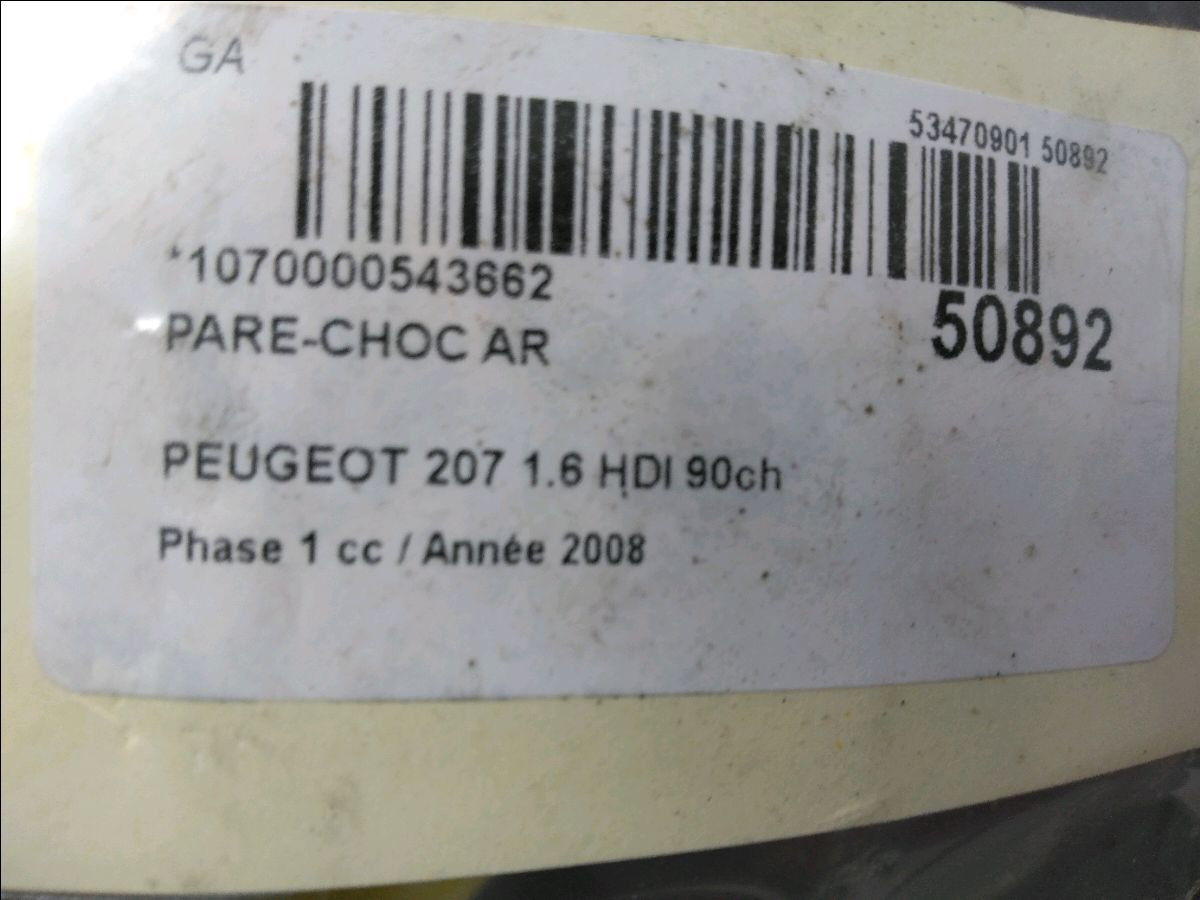 GA
53470901 50892
*1070000543662
50892
PARE-CHOC AR
PEUGEOT 207 1.6 HDI 90ch
Phase 1 cc / Année 2008